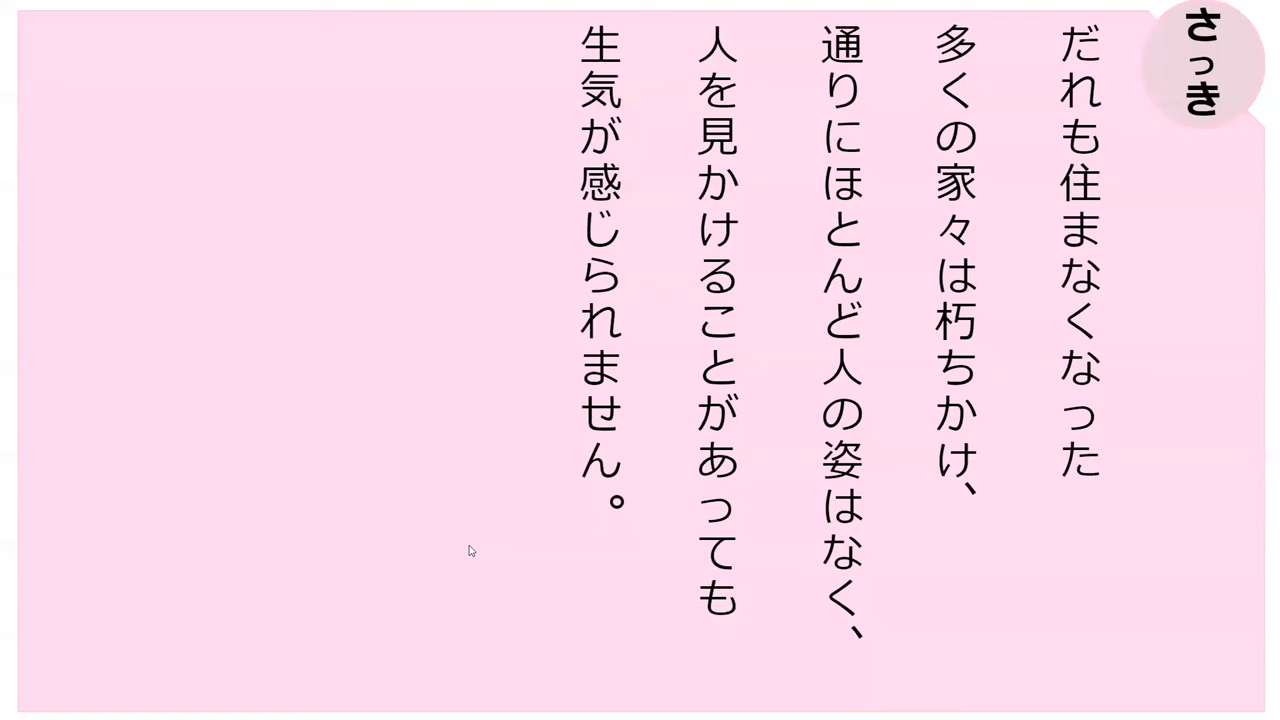 さっき
だれも住まなくなった
多くの家々は朽ちかけ、
通りにほとんど人の姿はなく、
人を見かけることがあっても
生気が感じられません。